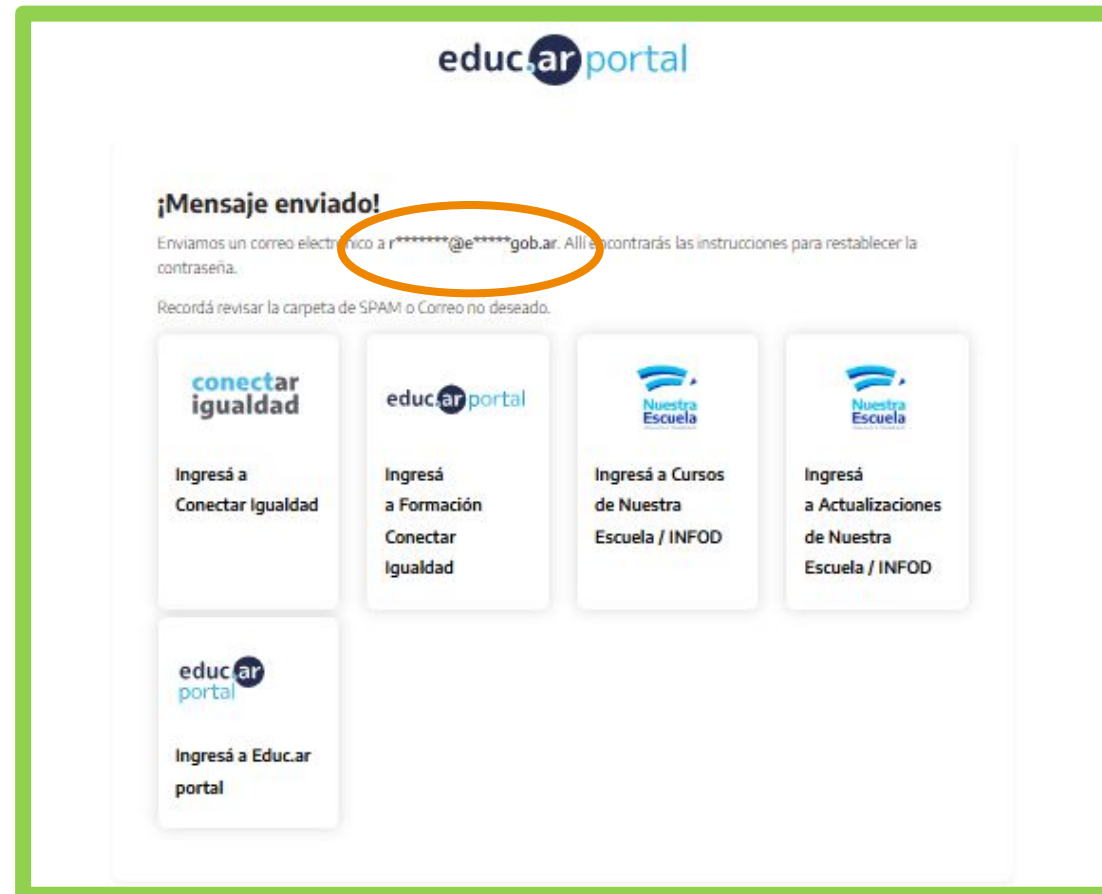 educ.ar portal
¡Mensaje enviado!
Enviamos un correo electrónico a r*******@e*****gob.ar. Allí encontrarás las instrucciones para restablecer la
contraseña.
Recordá revisar la carpeta de SPAM o Correo no deseado.
conectar
igualdad
Ingresá a
Conectar Igualdad
educ.ar portal
Ingresá
a Formación
Conectar
Igualdad
Nuestra
Escuela
Ingresá a Cursos
de Nuestra
Escuela / INFOD
Nuestra
Escuela
Ingresá
a Actualizaciones
de Nuestra
Escuela / INFOD
educ.ar
portal
Ingresá a Educ.ar
portal